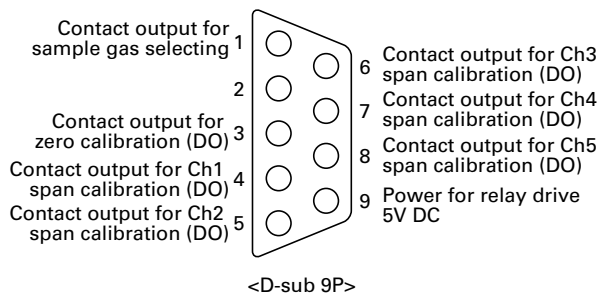 Contact output for
sample gas selecting
1
2
Contact output for
zero calibration (DO)
3
Contact output for Ch1
span calibration (DO)
4
Contact output for Ch2
span calibration (DO)
5
6
Contact output for Ch3
span calibration (DO)
7
Contact output for Ch4
span calibration (DO)
8
Contact output for Ch5
span calibration (DO)
9
Power for relay drive
5V DC
<D-sub 9P>